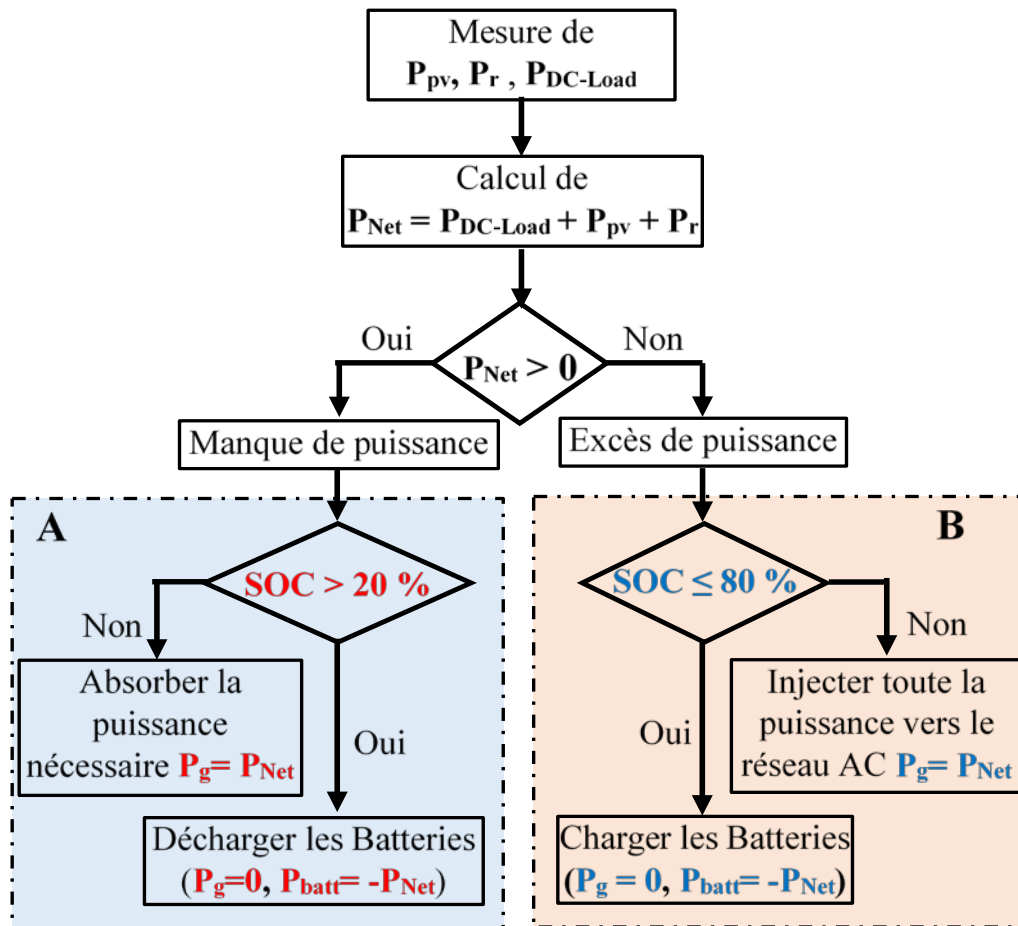 Mesure de
Ppv, Pr , PDC-Load
Calcul de
PNet = PDC-Load + Ppv + Pr
Oui
Non
PNet > 0
Manque de puissance
Excès de puissance
A
B
SOC > 20 %
SOC ≤ 80 %
Non
Non
Absorber la
puissance
nécessaire Pg= PNet
Injecter toute la
puissance vers le
réseau AC Pg= PNet
Oui
Oui
Décharger les Batteries
(Pg=0, Pbatt= -PNet)
Charger les Batteries
(Pg = 0, Pbatt= -PNet)